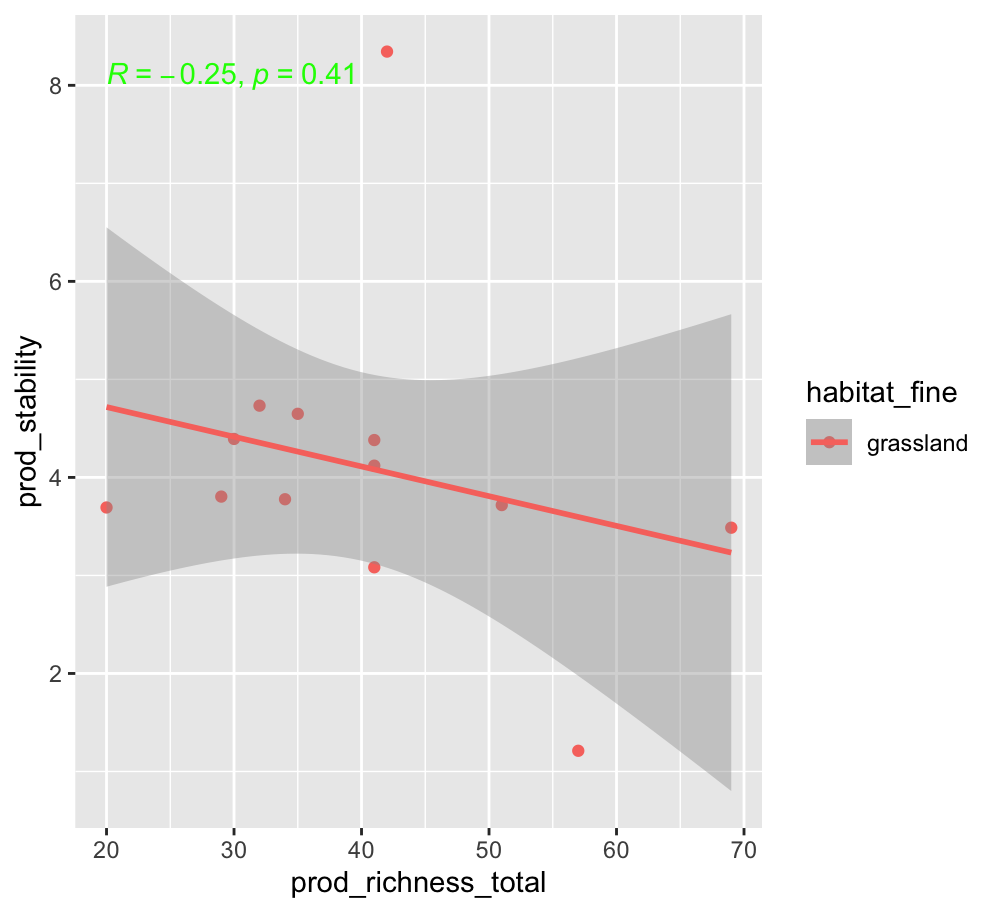 R = −0.25, p = 0.41
8
6
4
2
prod_stability
20 30 40 50 60 70
prod_richness_total
habitat_fine
grassland